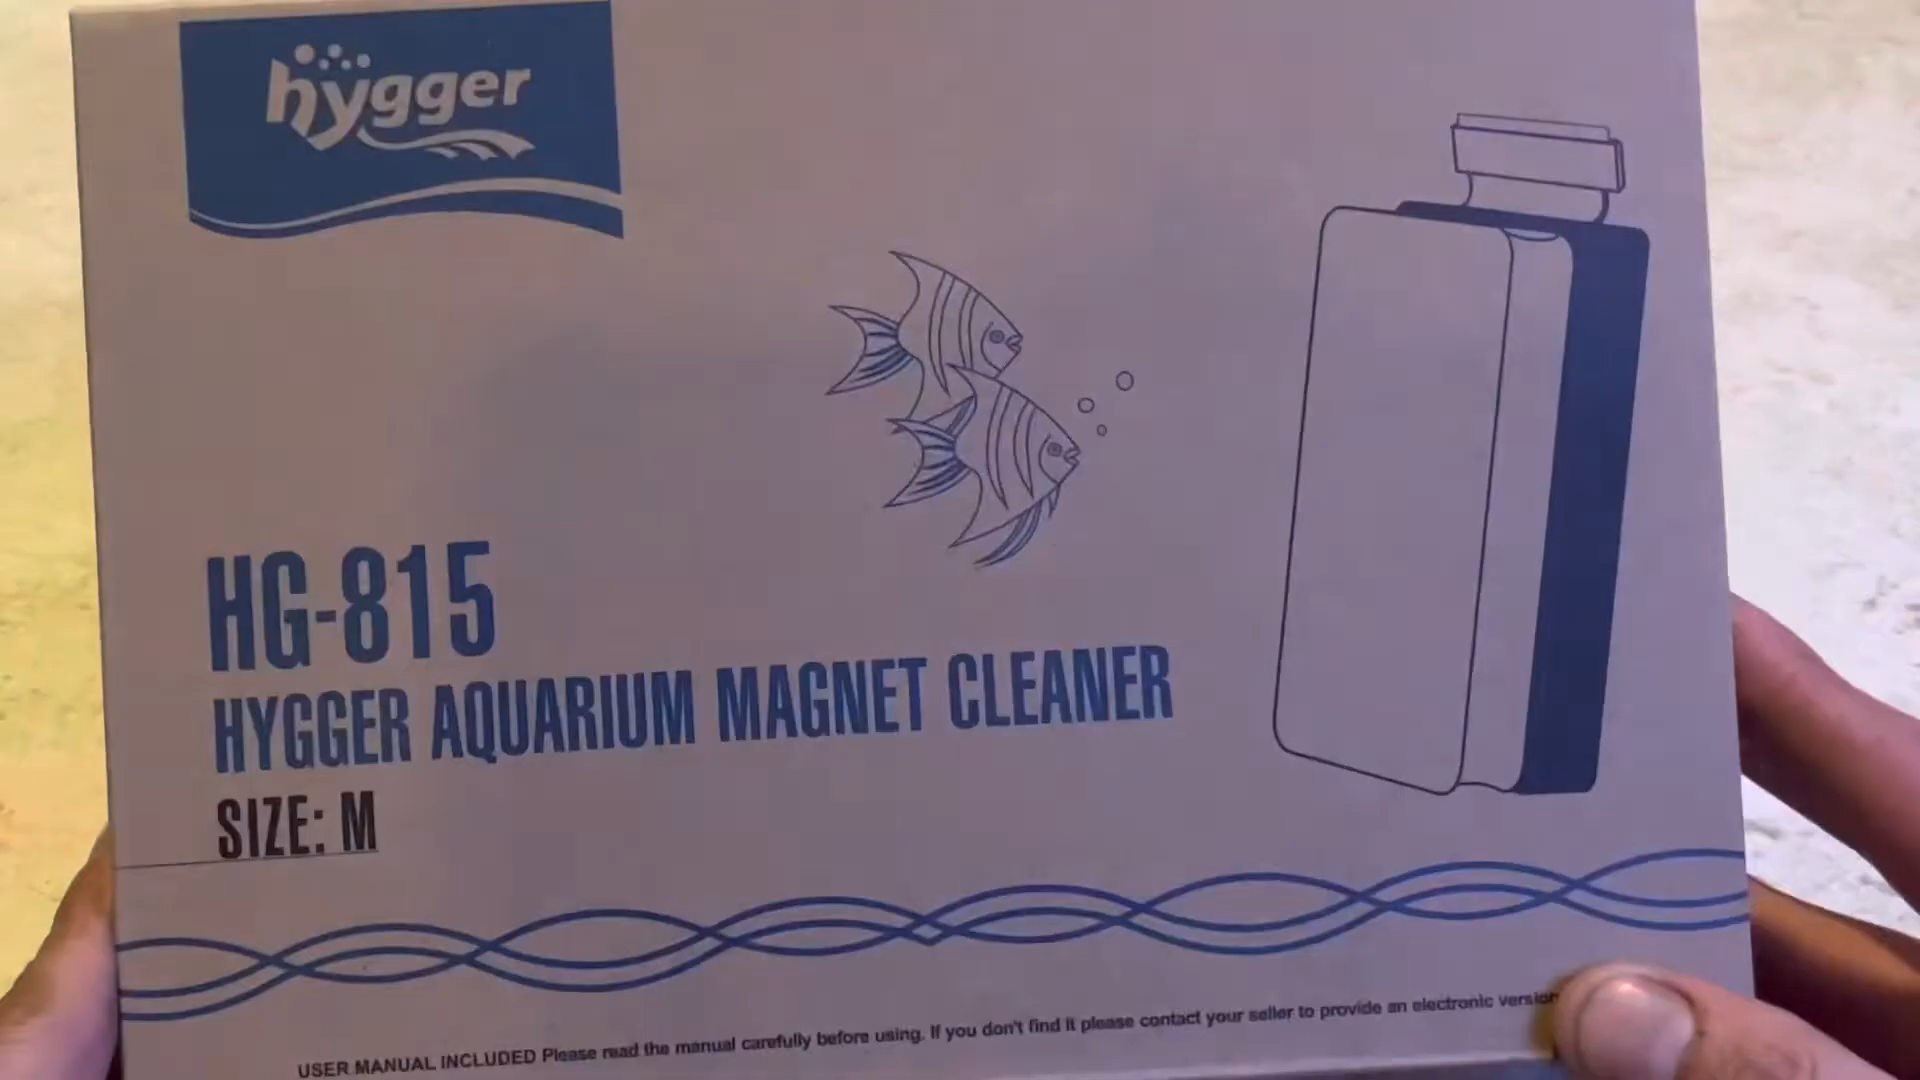 hygger
HG-815
HYGGER AQUARIUM MAGNET CLEANER
SIZE: M
USER MANUAL INCLUDED Please read the manual carefully before using. If you don't find it please contact your seller to provide an electronic version